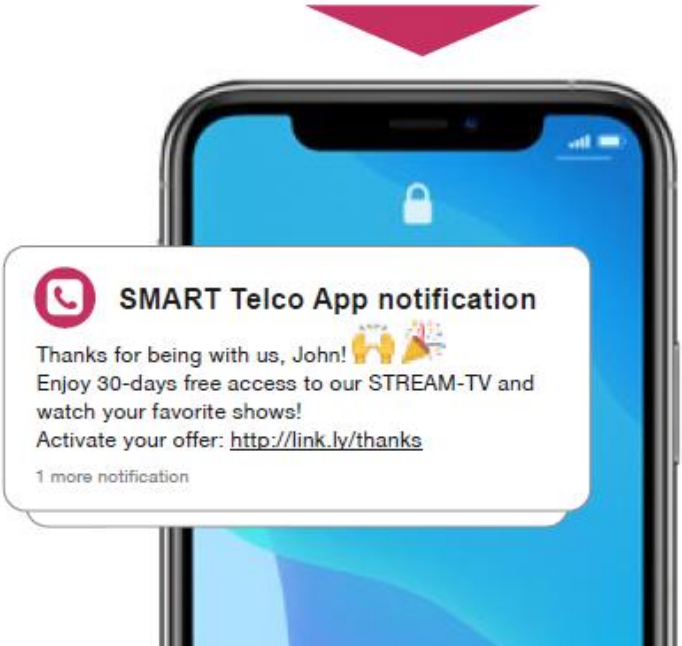 SMART Telco App notification
Thanks for being with us, John! 🙌 🎉
Enjoy 30-days free access to our STREAM-TV and
watch your favorite shows!
Activate your offer: http://link.ly/thanks
1 more notification